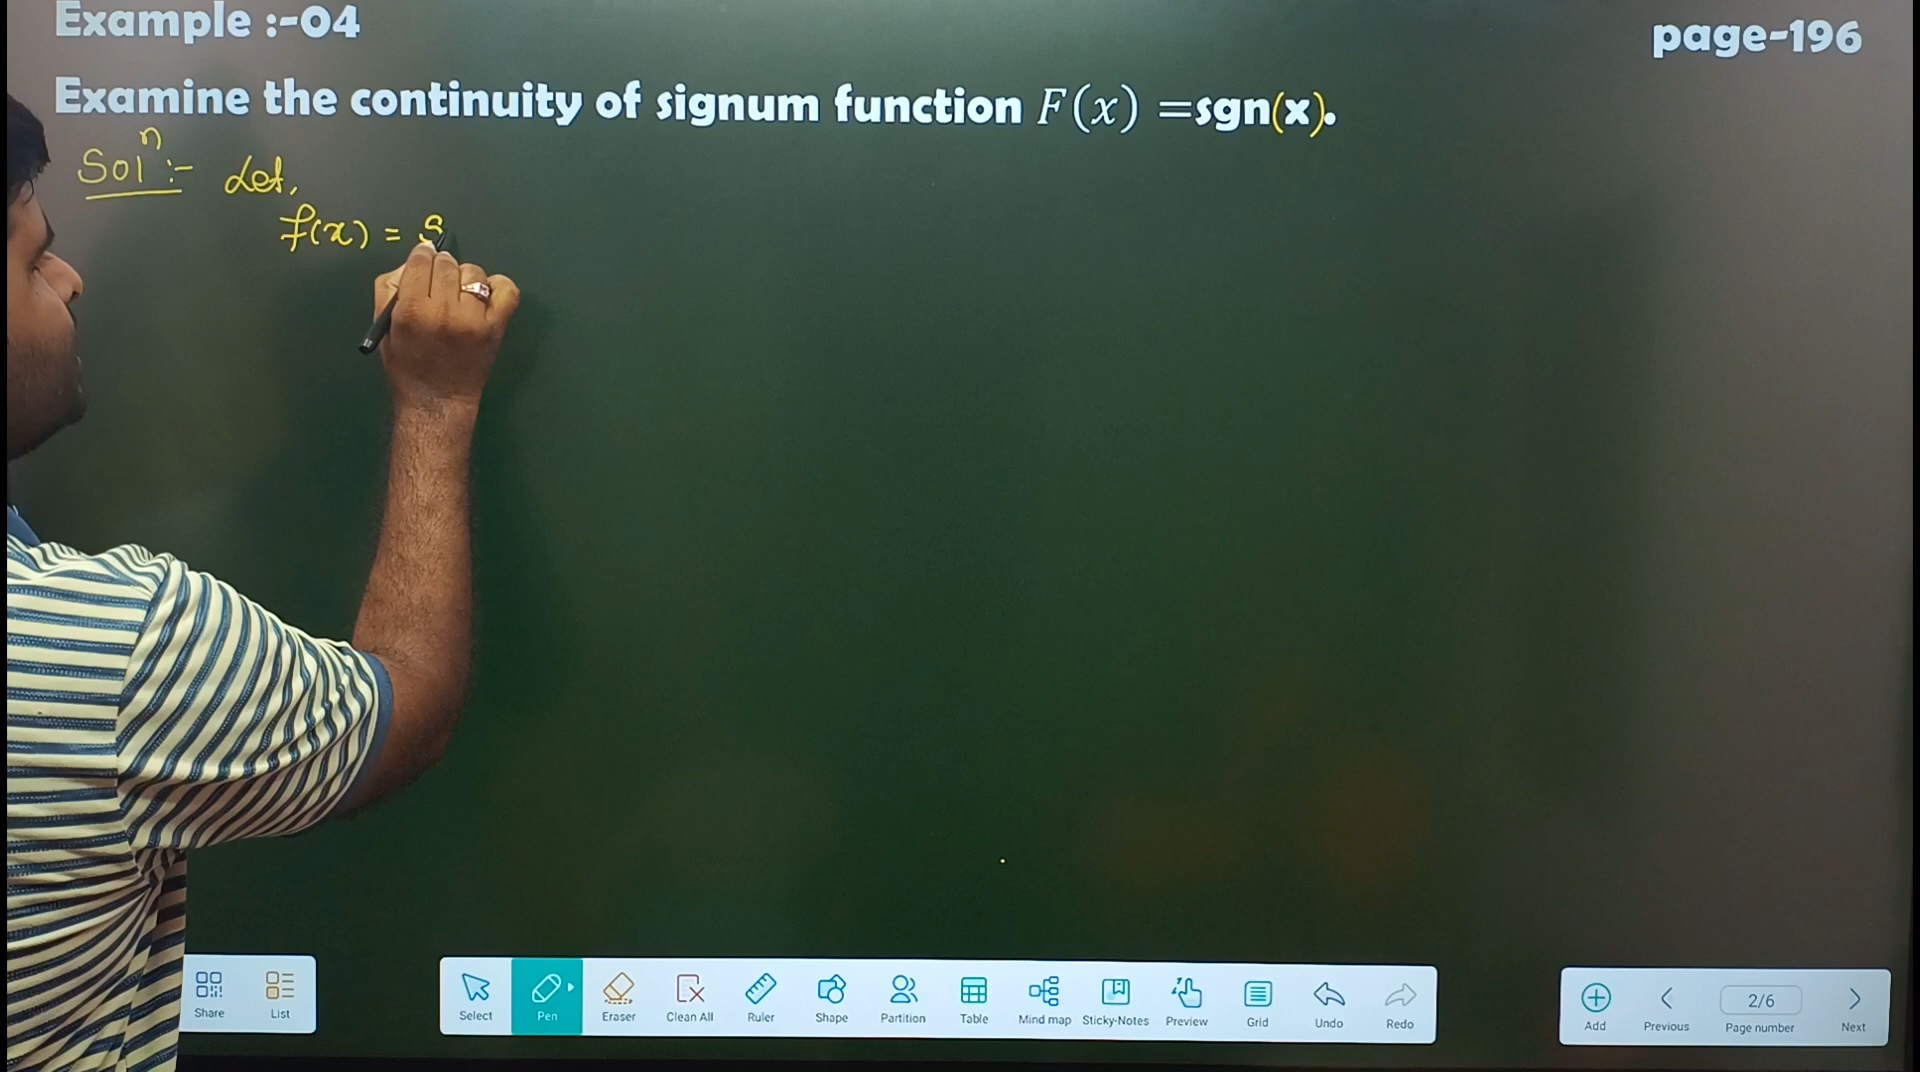 Example :-04
page-196
Examine the continuity of signum function F(x) =sgn(x).
Solⁿ :- Let,
f(x) = s
Share
List
Select
Pen
Eraser
Clean All
Ruler
Shape
Partition
Table
Mind map
Sticky-Notes
Preview
Grid
Undo
Redo
Add
Previous
2/6
Page number
Next